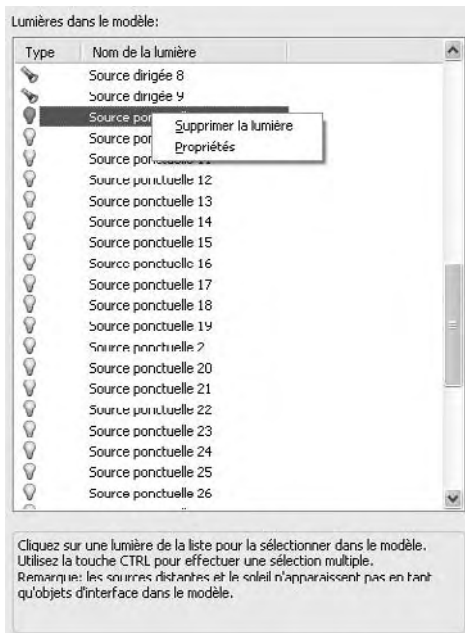 Lumières dans le modèle:
Type Nom de la lumière
Source dirigée 8
Source dirigée 9
Source
Supprimer la lumière
Source
Propriétés
Source 11
Source ponctuelle 12
Source ponctuelle 13
Source ponctuelle 14
Source ponctuelle 15
Source ponctuelle 16
Source ponctuelle 17
Source ponctuelle 18
Source ponctuelle 19
Source ponctuelle 2
Source ponctuelle 20
Source ponctuelle 21
Source ponctuelle 22
Source ponctuelle 23
Source ponctuelle 24
Source ponctuelle 25
Source ponctuelle 26
Cliquez sur une lumière de la liste pour la sélectionner dans le modèle.
Utilisez la touche CTRL pour effectuer une sélection multiple.
Remarque: les sources distantes et le soleil n'apparaissent pas en tant
qu'objets d'interface dans le modèle.